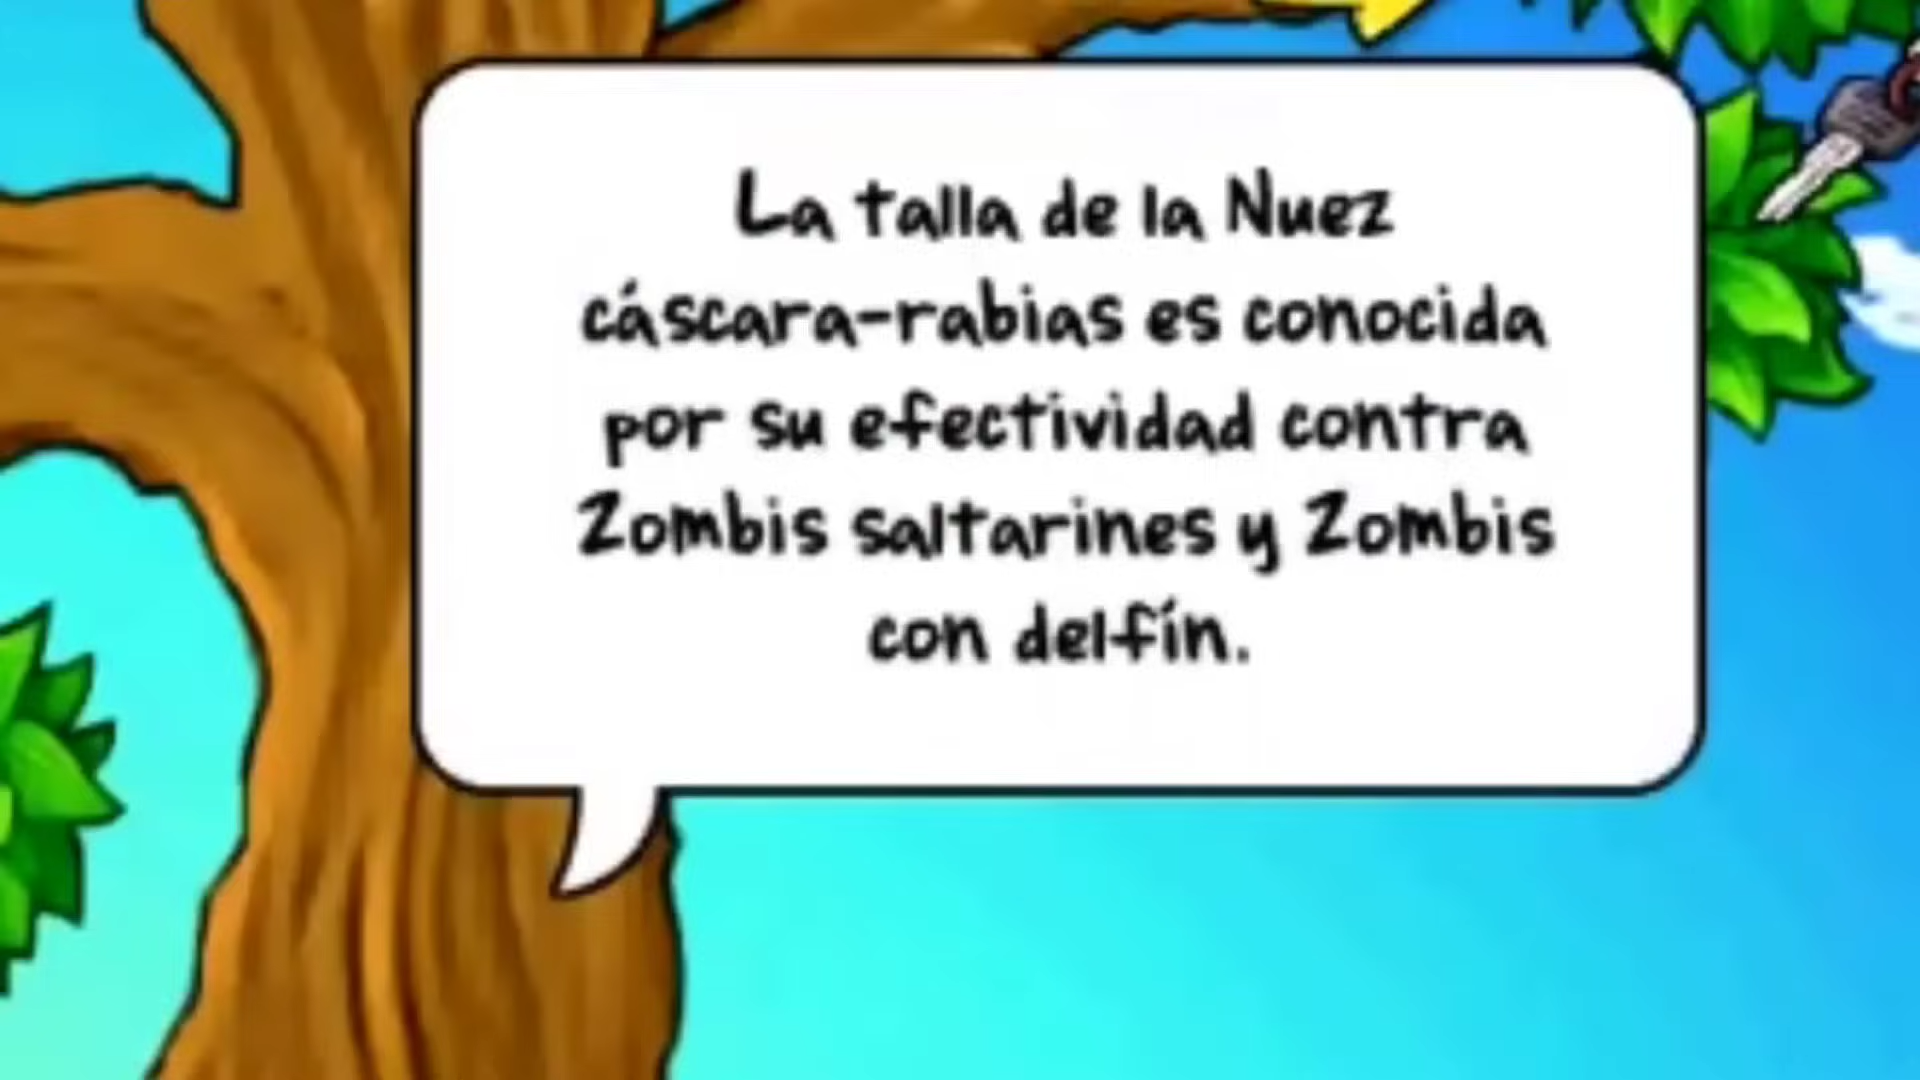 La talla de la Nuez
cáscara-rabias es conocida
por su efectividad contra
Zombis saltarines y Zombis
con delfín.